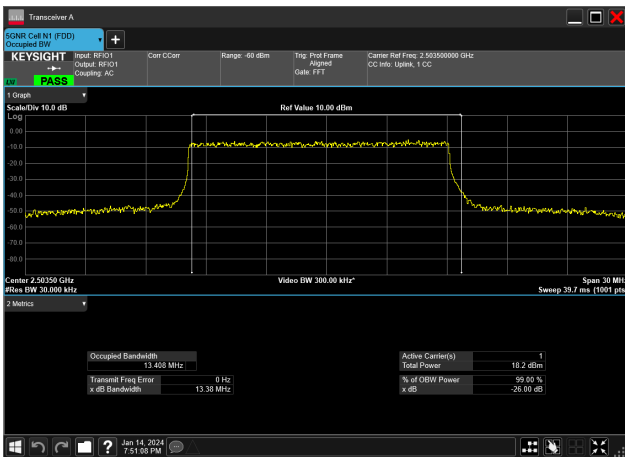 Transceiver A
5GNR Cell N1 (FDD)
Occupied BW
+
KEYSIGHT
PASS
Input: RFIO1
Output: RFIO1
Coupling: AC
Corr CCorr
Range: -60 dBm
Trig: Prot Frame
Aligned
Gate: FFT
Carrier Ref Freq: 2.503500000 GHz
CC Info: Uplink, 1 CC
1 Graph
Scale/Div 10.0 dB
Ref Value 10.00 dBm
Log
0.00
-10.0
-20.0
-30.0
-40.0
-50.0
-60.0
-70.0
-80.0
Center 2.50350 GHz
Video BW 300.00 kHz*
Span 30 MHz
#Res BW 30.000 kHz
Sweep 39.7 ms (1001 pts
2 Metrics
Occupied Bandwidth
13.408 MHz
Transmit Freq Error 0 Hz
x dB Bandwidth 13.38 MHz
Active Carrier(s) 1
Total Power 18.2 dBm
% of OBW Power 99.00 %
x dB -26.00 dB
?
Jan 14, 2024
7:51:08 PM